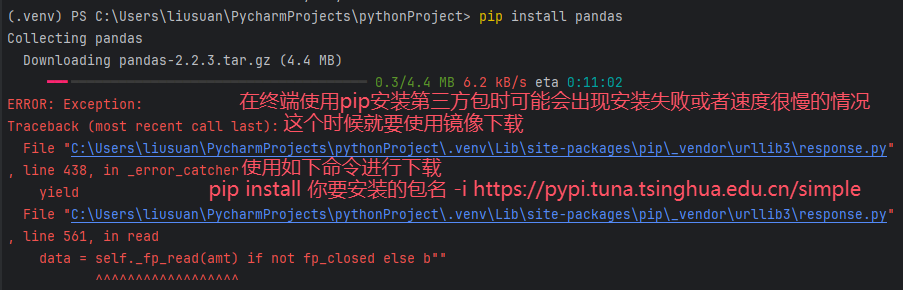 (.venv) PS C:\Users\liusuan\PycharmProjects\pythonProject> pip install pandas
Collecting pandas
Downloading pandas-2.2.3.tar.gz (4.4 MB)
0.3/4.4 MB 6.2 kB/s eta 0:11:02
ERROR: Exception: 在终端使用pip安装第三方包时可能会出现安装失败或者速度很慢的情况
Traceback (most recent call last): 这个时候就要使用镜像下载
File "C:\Users\liusuan\PycharmProjects\pythonProject\.venv\Lib\site-packages\pip\_vendor\urllib3\response.py"
, line 438, in _error_catcher 使用如下命令进行下载
yield pip install 你要安装的包名 -i https://pypi.tuna.tsinghua.edu.cn/simple
File "C:\Users\liusuan\PycharmProjects\pythonProject\.venv\Lib\site-packages\pip\_vendor\urllib3\response.py"
, line 561, in read
data = self._fp_read(amt) if not fp_closed else b""
^^^^^^^^^^^^^^^^^^